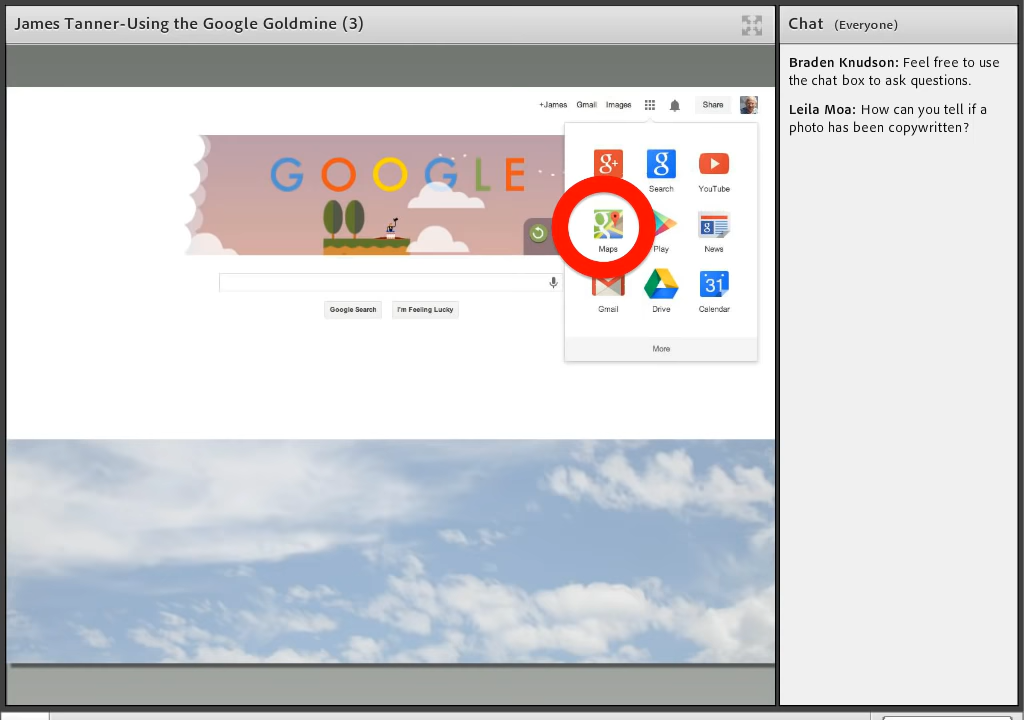 James Tanner-Using the Google Goldmine (3)
+James Gmail Images Share
GOOGLE
Search YouTube
Maps Play News
Gmail Drive Calendar
31
More
Google Search I'm Feeling Lucky
Chat (Everyone)
Braden Knudson: Feel free to use
the chat box to ask questions.
Leila Moa: How can you tell if a
photo has been copywritten?